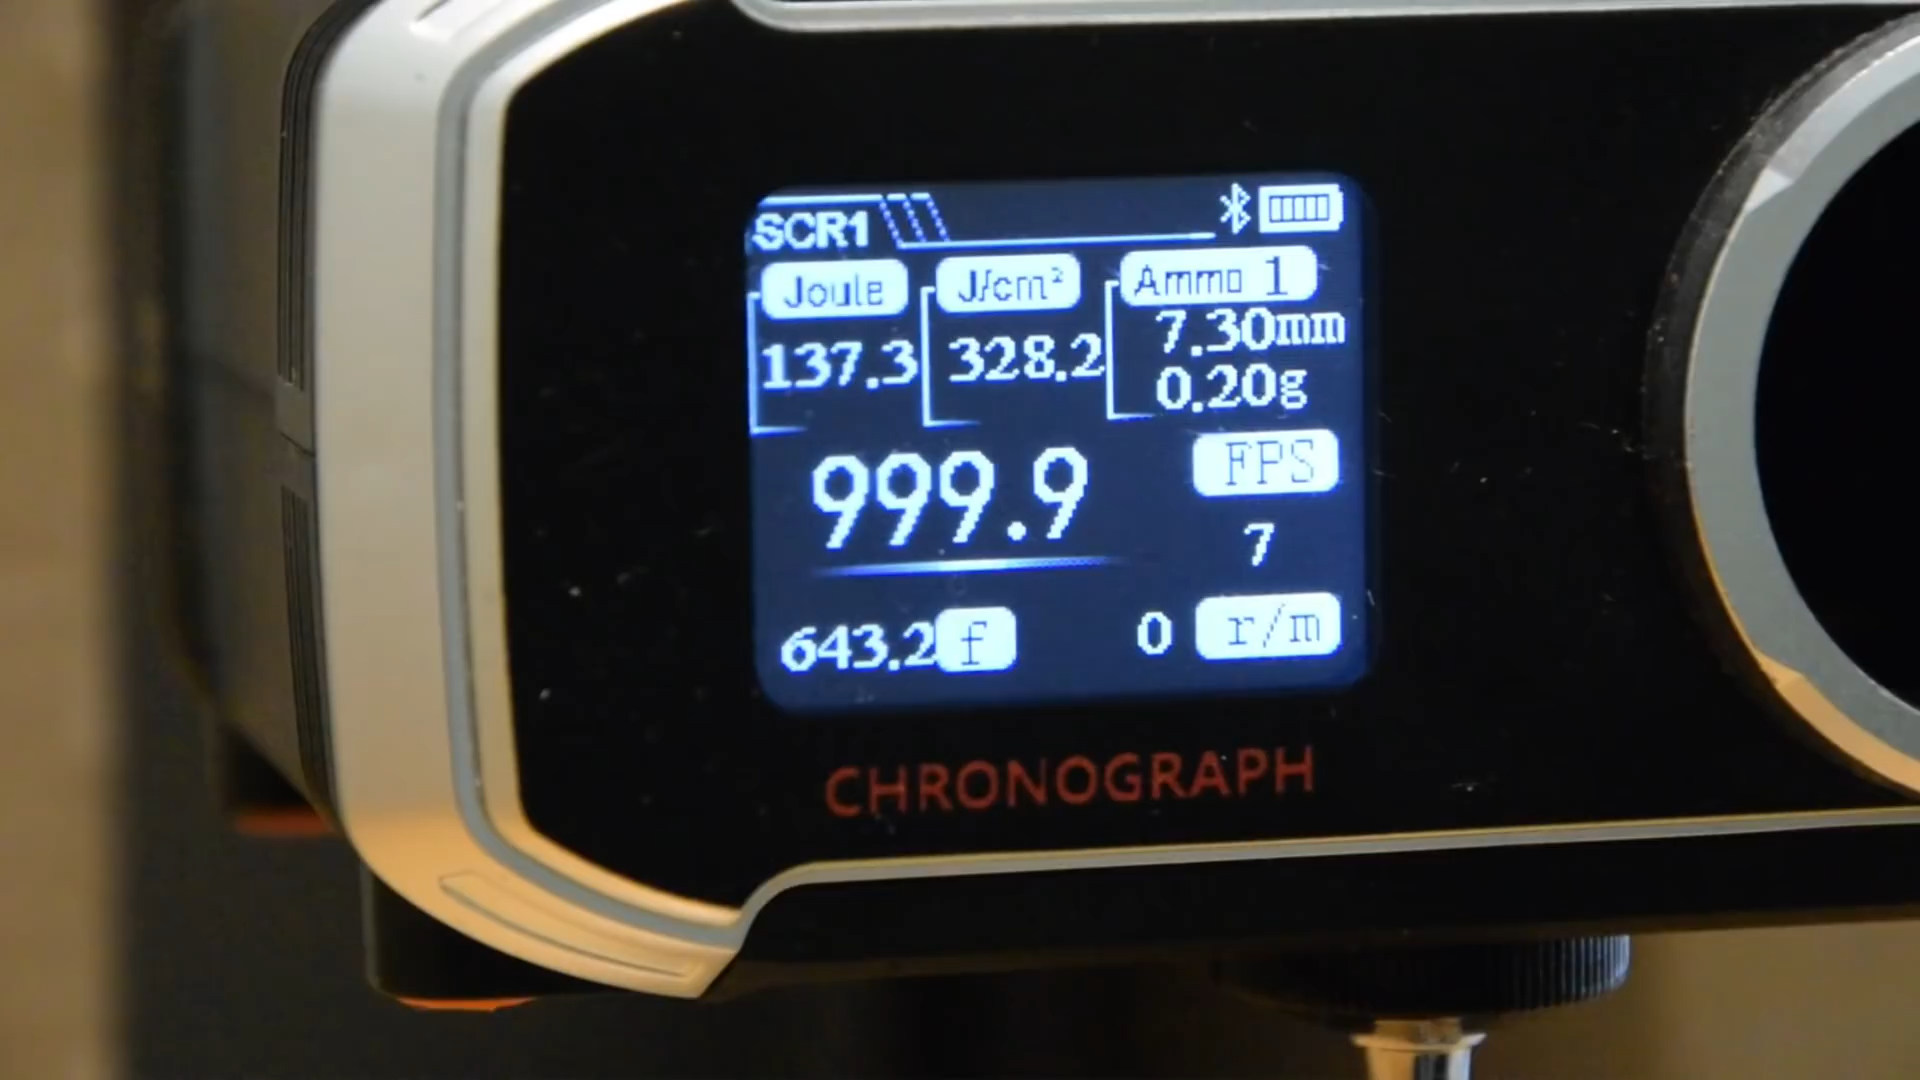 SCR1
Joule J/cm² Ammo 1
137.3 328.2 7.30mm
0.20g
999.9 FPS
7
643.2 f 0 r/m
CHRONOGRAPH